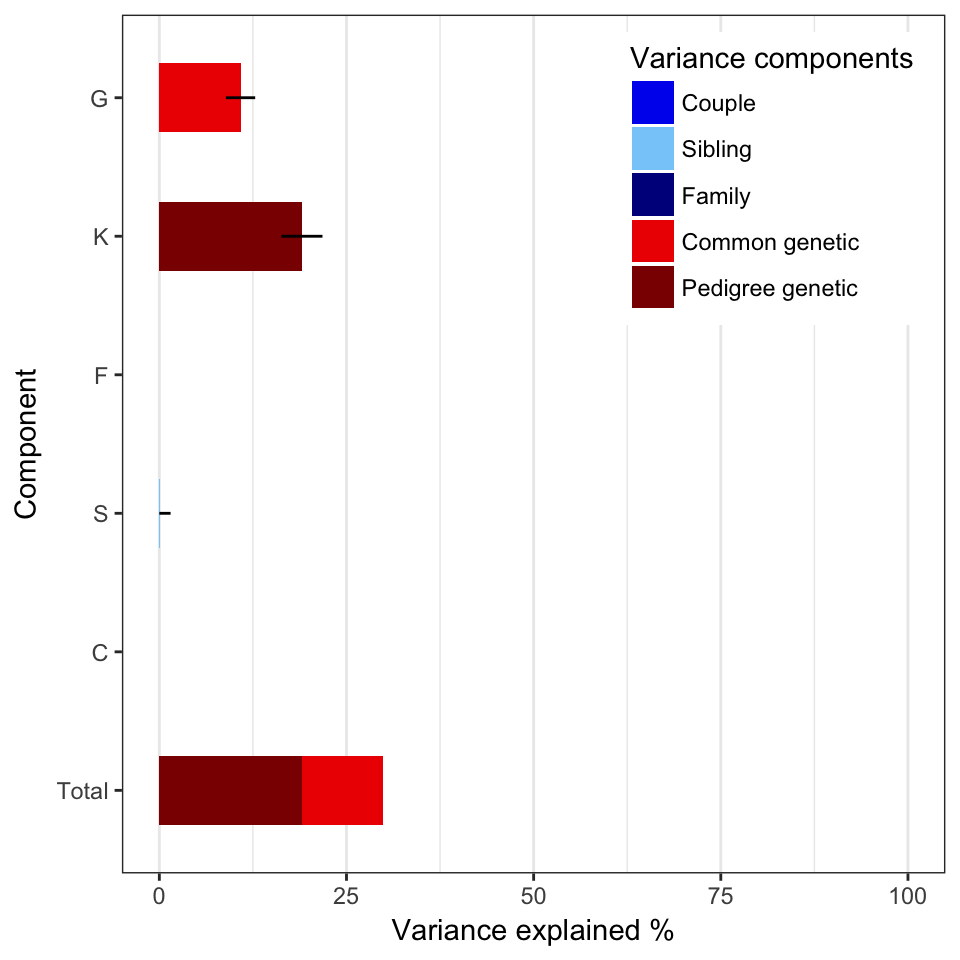 Variance components
Couple
Sibling
Family
Common genetic
Pedigree genetic
G
K
F
S
C
Total
Component
0 25 50 75 100
Variance explained %